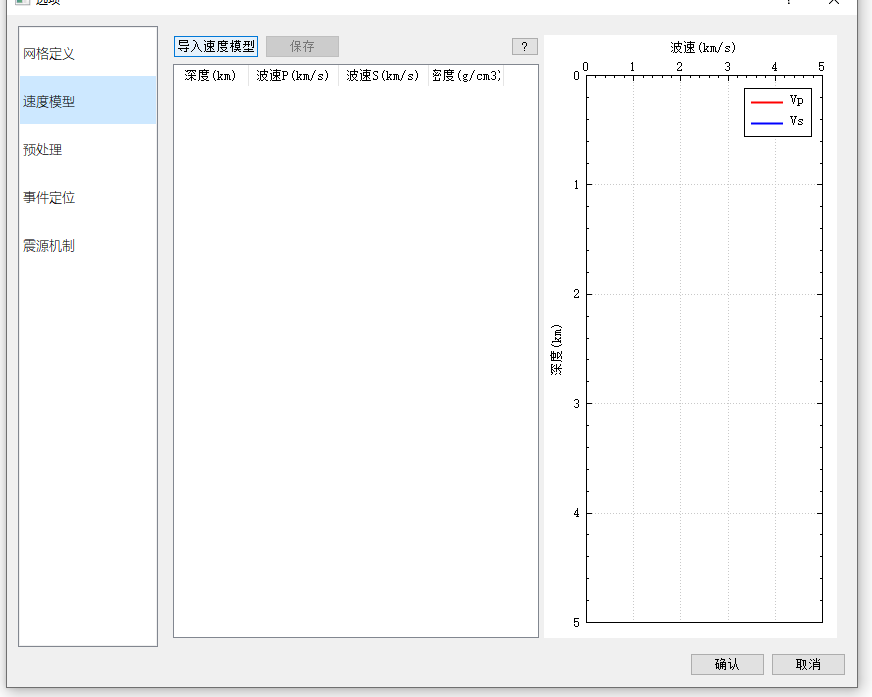 选项
?
网格定义
速度模型
预处理
事件定位
震源机制
导入速度模型 保存 ?
深度(km) 波速P(km/s) 波速S(km/s) 密度(g/cm3)
波速(km/s)
0 1 2 3 4 5
0
1
2
3
4
5
深度(km)
Vp
Vs
确认 取消